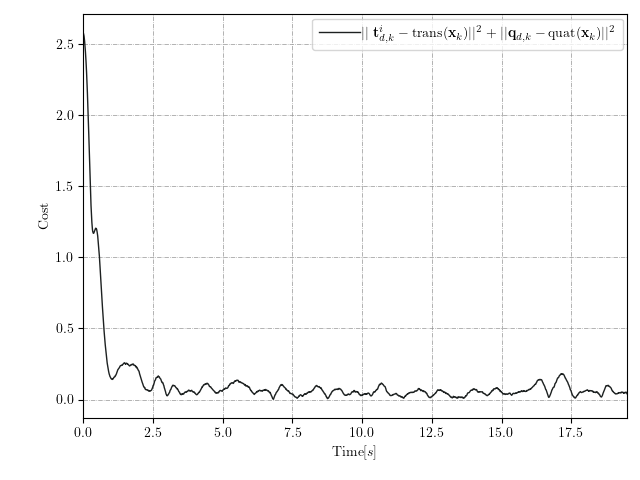 || t^i_{d,k} − trans(x_k)||^2 + ||q_{d,k} − quat(x_k)||^2
2.5
2.0
1.5
1.0
0.5
0.0
Cost
0.0 2.5 5.0 7.5 10.0 12.5 15.0 17.5
Time[s]